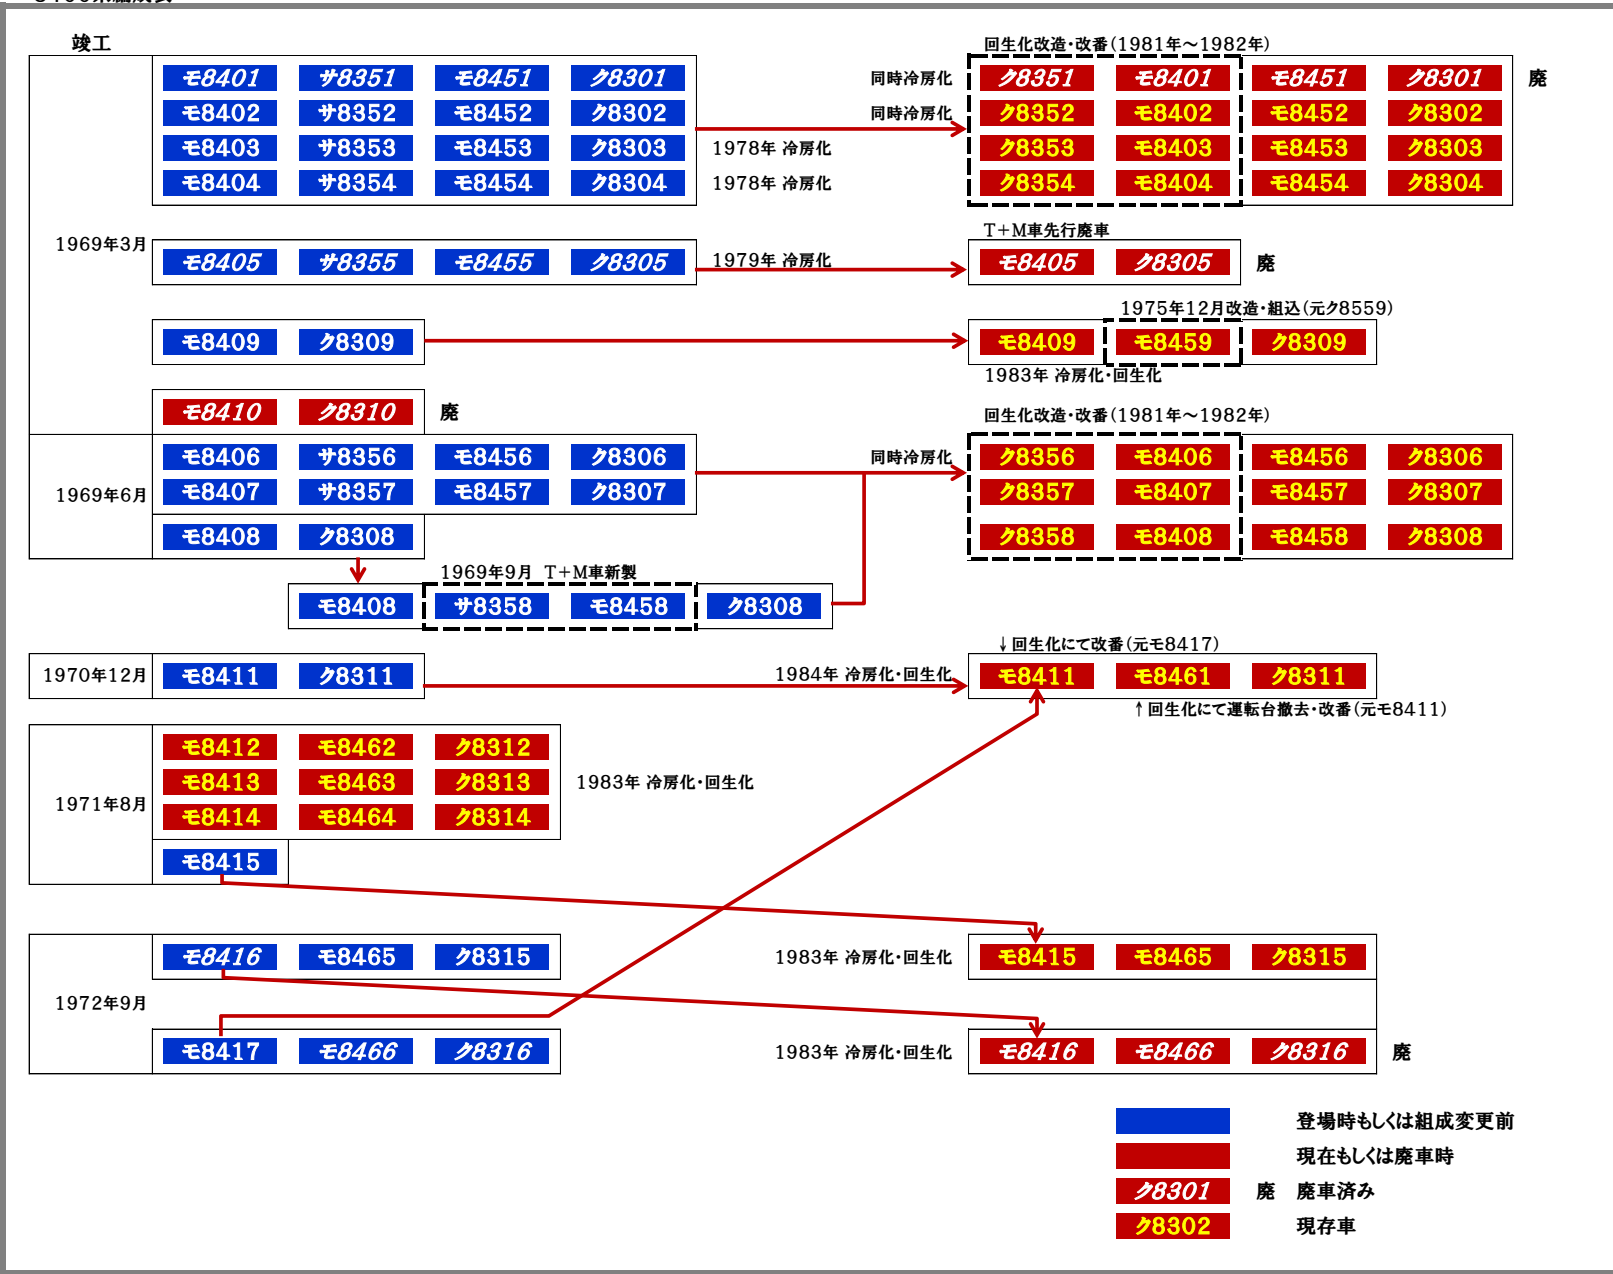 竣工
回生化改造・改番(1981年～1982年)
モ8401 サ8351 モ8451 ク8301 同時冷房化 ク8351 モ8401 モ8451 ク8301 廃
モ8402 サ8352 モ8452 ク8302 同時冷房化 ク8352 モ8402 モ8452 ク8302
モ8403 サ8353 モ8453 ク8303 1978年 冷房化 ク8353 モ8403 モ8453 ク8303
モ8404 サ8354 モ8454 ク8304 1978年 冷房化 ク8354 モ8404 モ8454 ク8304
T＋M車先行廃車
1969年3月
モ8405 サ8355 モ8455 ク8305 1979年 冷房化 モ8405 ク8305 廃
1975年12月改造・組込(元ク8559)
モ8409 ク8309 モ8409 モ8459 ク8309
1983年 冷房化・回生化
モ8410 ク8310 廃
回生化改造・改番(1981年～1982年)
モ8406 サ8356 モ8456 ク8306 同時冷房化 ク8356 モ8406 モ8456 ク8306
1969年6月 モ8407 サ8357 モ8457 ク8307 ク8357 モ8407 モ8457 ク8307
モ8408 ク8308 ク8358 モ8408 モ8458 ク8308
1969年9月 T＋M車新製
モ8408 サ8358 モ8458 ク8308
↓回生化にて改番(元モ8417)
1970年12月 モ8411 ク8311 1984年 冷房化・回生化 モ8411 モ8461 ク8311
↑回生化にて運転台撤去・改番(元モ8411)
モ8412 モ8462 ク8312
モ8413 モ8463 ク8313 1983年 冷房化・回生化
1971年8月
モ8414 モ8464 ク8314
モ8415
モ8416 モ8465 ク8315 1983年 冷房化・回生化 モ8415 モ8465 ク8315
1972年9月
モ8417 モ8466 ク8316 1983年 冷房化・回生化 モ8416 モ8466 ク8316 廃
登場時もしくは組成変更前
現在もしくは廃車時
ク8301 廃 廃車済み
ク8302 現存車